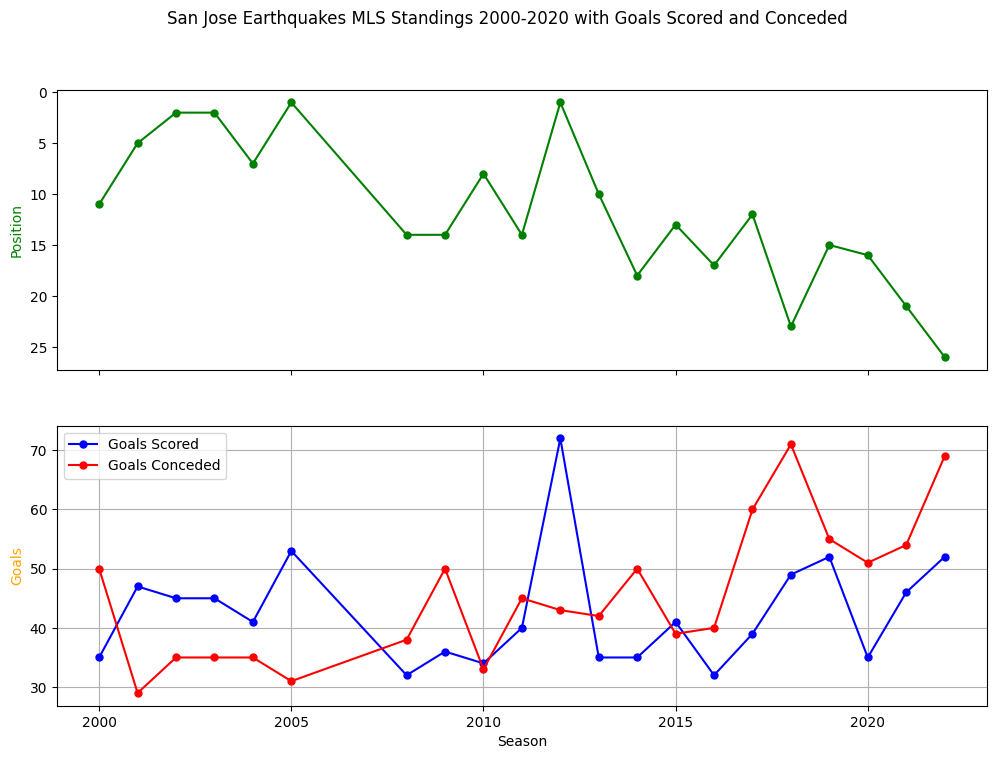 San Jose Earthquakes MLS Standings 2000-2020 with Goals Scored and Conceded
0
5
10
15
20
25
Position
Goals Scored
Goals Conceded
70
60
50
40
30
Goals
2000 2005 2010 2015 2020
Season